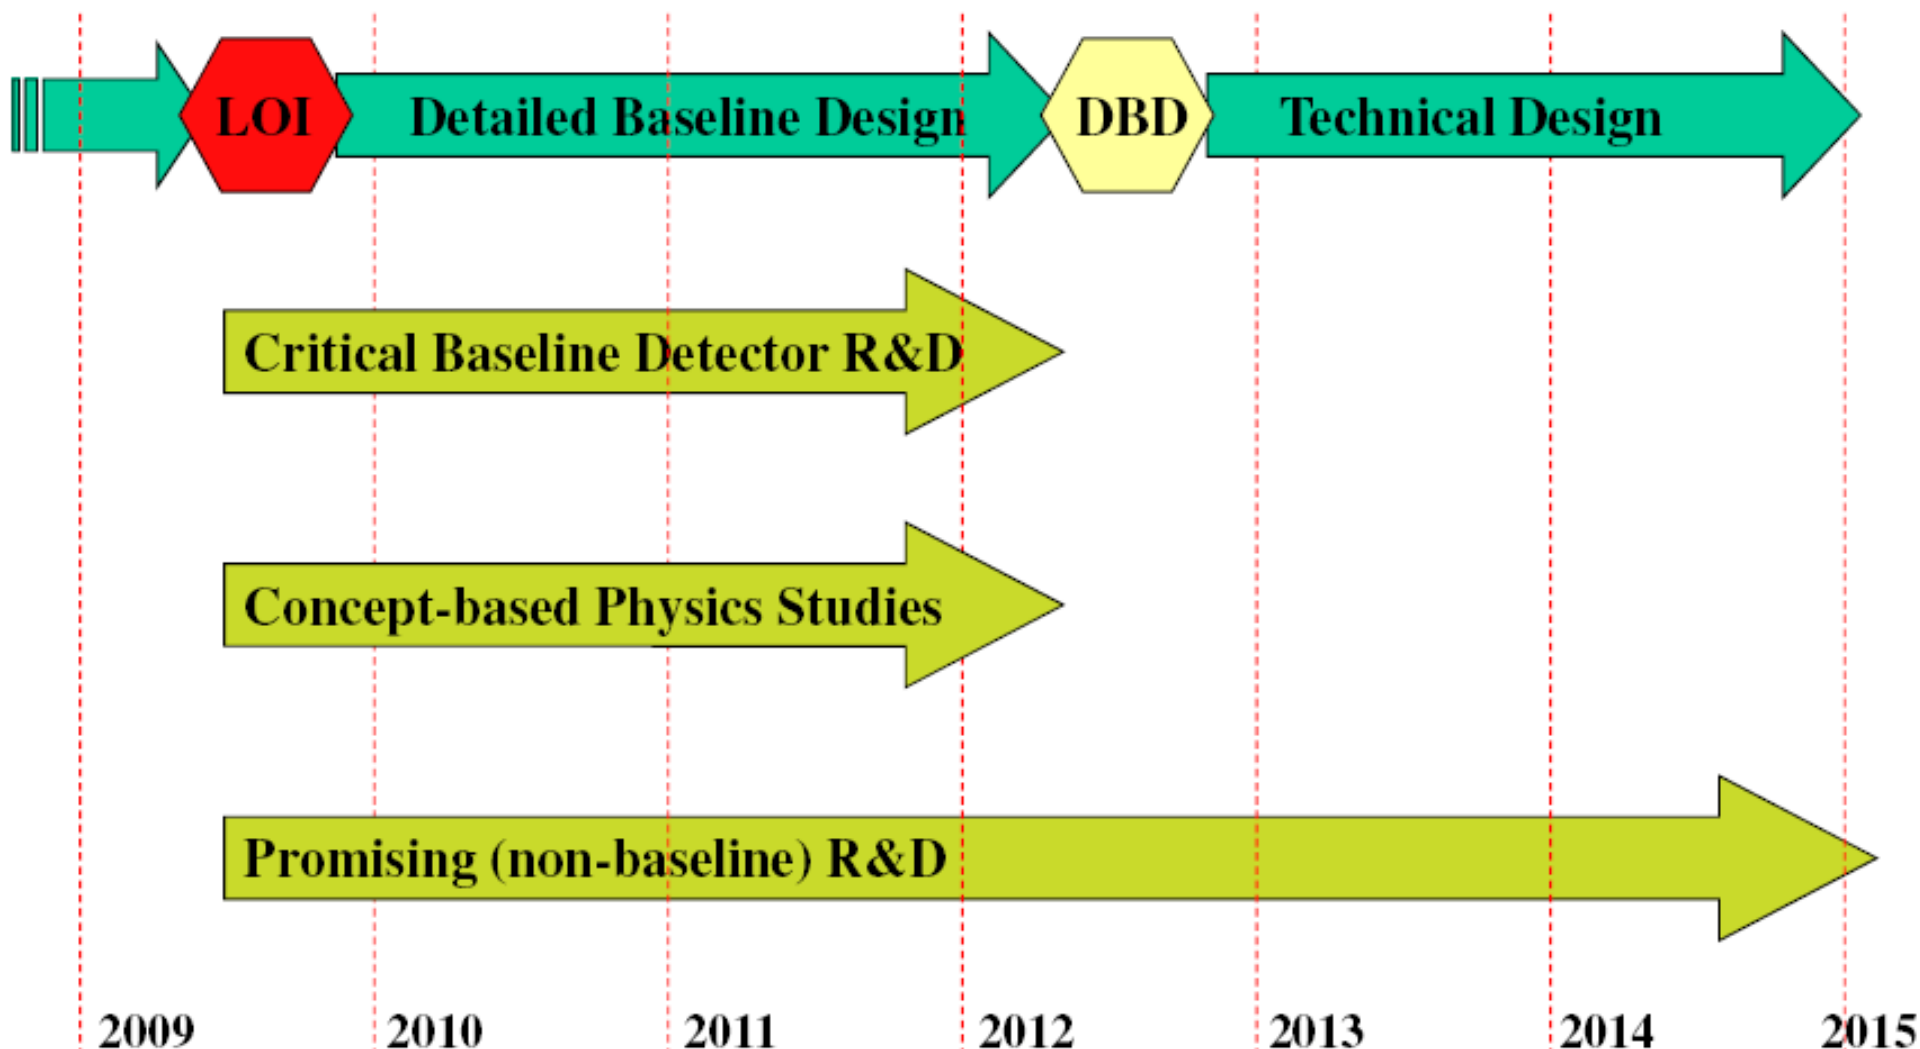 LOI Detailed Baseline Design DBD Technical Design
Critical Baseline Detector R&D
Concept-based Physics Studies
Promising (non-baseline) R&D
2009 2010 2011 2012 2013 2014 2015